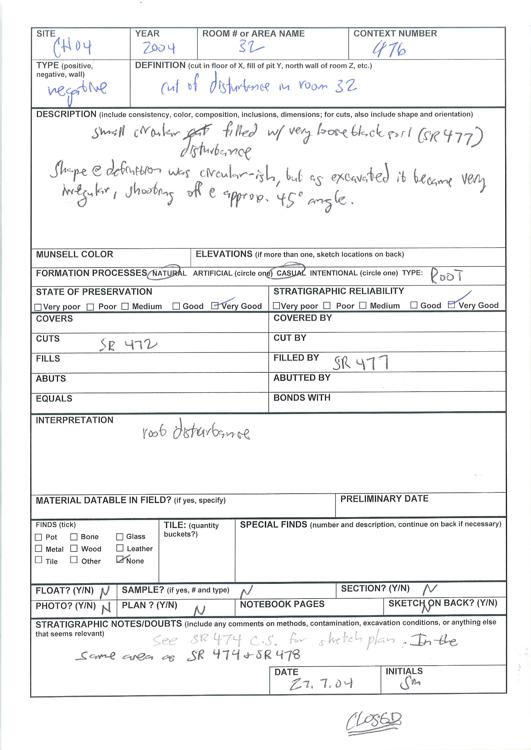 SITE CH04 YEAR 2004 ROOM # or AREA NAME 32 CONTEXT NUMBER 476
TYPE (positive, negative, wall) negative DEFINITION (cut in floor of X, fill of pit Y, north wall of room Z, etc.) cut of disturbance in room 32
DESCRIPTION (include consistency, color, composition, inclusions, dimensions; for cuts, also include shape and orientation)
small circular filled w/ very loose black soil (SR 477)
disturbance
Shape @ definition was circular-ish, but as excavated it became very
irregular, shooting off @ approp. 45° angle.
MUNSELL COLOR ELEVATIONS (if more than one, sketch locations on back)
FORMATION PROCESSES NATURAL ARTIFICIAL (circle one) CASUAL INTENTIONAL (circle one) TYPE: ROOT
STATE OF PRESERVATION STRATIGRAPHIC RELIABILITY
Very poor Poor Medium Good Very Good Very poor Poor Medium Good Very Good
COVERS COVERED BY
CUTS SR 472 CUT BY
FILLS FILLED BY SR 477
ABUTS ABUTTED BY
EQUALS BONDS WITH
INTERPRETATION
root disturbance
MATERIAL DATABLE IN FIELD? (if yes, specify) PRELIMINARY DATE
FINDS (tick) TILE: (quantity buckets?) SPECIAL FINDS (number and description, continue on back if necessary)
Pot Bone Glass
Metal Wood Leather
Tile Other None
FLOAT? (Y/N) N SAMPLE? (if yes, # and type) N SECTION? (Y/N) N
PHOTO? (Y/N) N PLAN ? (Y/N) N NOTEBOOK PAGES SKETCH ON BACK? (Y/N) N
STRATIGRAPHIC NOTES/DOUBTS (include any comments on methods, contamination, excavation conditions, or anything else
that seems relevant)
See SR 474 C.S. for sketch plan. In the
same area as SR 474 + SR 478
DATE 27.7.04 INITIALS SM
CLOSED